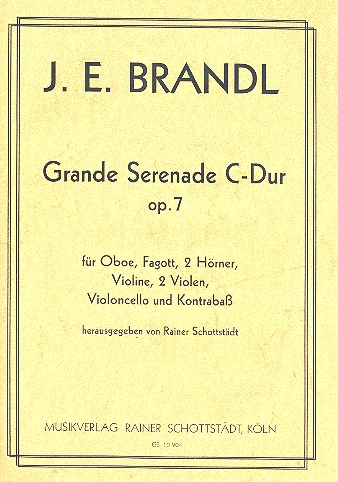 J. E. BRANDL
Grande Serenade C-Dur
op.7
für Oboe, Fagott, 2 Hörner,
Violine, 2 Violen,
Violoncello und Kontrabaß
herausgegeben von Rainer Schottstädt
MUSIKVERLAG RAINER SCHOTTSTÄDT, KÖLN